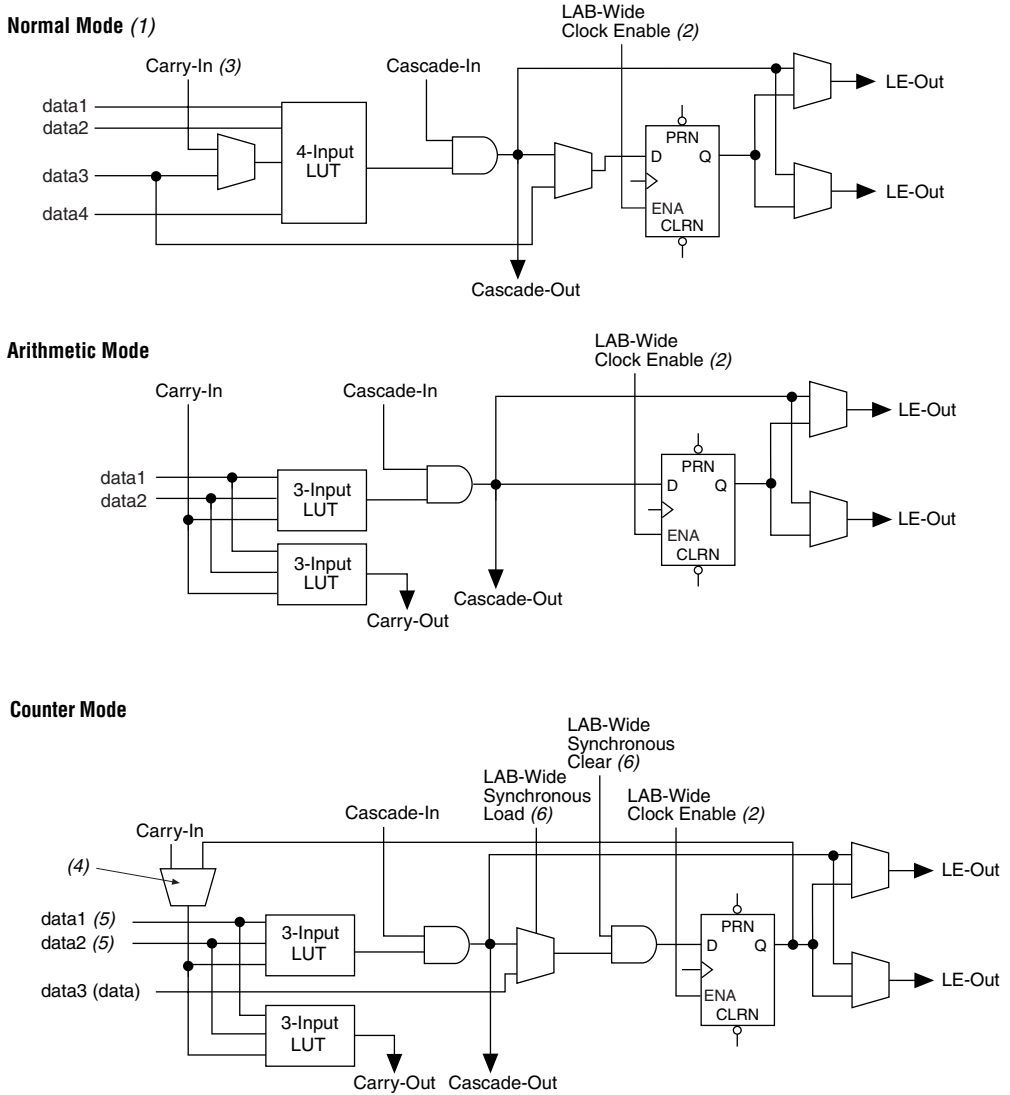 Normal Mode (1)
LAB-Wide
Clock Enable (2)
Carry-In (3)
Cascade-In
data1
data2
data3
data4
4-Input
LUT
PRN
D
Q
ENA
CLRN
LE-Out
LE-Out
Cascade-Out
Arithmetic Mode
LAB-Wide
Clock Enable (2)
Carry-In
Cascade-In
data1
data2
3-Input
LUT
3-Input
LUT
PRN
D
Q
ENA
CLRN
LE-Out
LE-Out
Cascade-Out
Carry-Out
Counter Mode
LAB-Wide
Synchronous
Clear (6)
LAB-Wide
Synchronous
Load (6)
LAB-Wide
Clock Enable (2)
Cascade-In
Carry-In
(4)
data1 (5)
data2 (5)
data3 (data)
3-Input
LUT
3-Input
LUT
PRN
D
Q
ENA
CLRN
LE-Out
LE-Out
Carry-Out
Cascade-Out